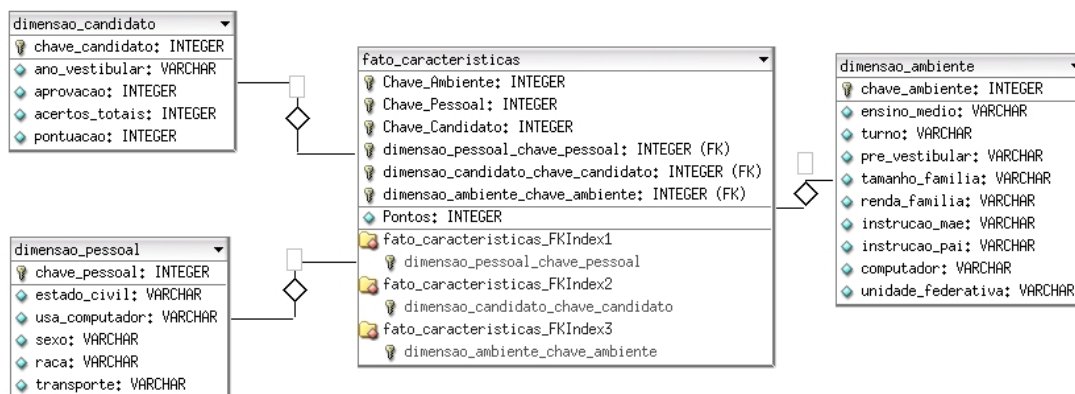 dimensao_candidato
chave_candidato: INTEGER
ano_vestibular: VARCHAR
aprovacao: INTEGER
acertos_totais: INTEGER
pontuacao: INTEGER
dimensao_pessoal
chave_pessoal: INTEGER
estado_civil: VARCHAR
usa_computador: VARCHAR
sexo: VARCHAR
raca: VARCHAR
transporte: VARCHAR
fato_caracteristicas
Chave_Ambiente: INTEGER
Chave_Pessoal: INTEGER
Chave_Candidato: INTEGER
dimensao_pessoal_chave_pessoal: INTEGER (FK)
dimensao_candidato_chave_candidato: INTEGER (FK)
dimensao_ambiente_chave_ambiente: INTEGER (FK)
Pontos: INTEGER
fato_caracteristicas_FKIndex1
dimensao_pessoal_chave_pessoal
fato_caracteristicas_FKIndex2
dimensao_candidato_chave_candidato
fato_caracteristicas_FKIndex3
dimensao_ambiente_chave_ambiente
dimensao_ambiente
chave_ambiente: INTEGER
ensino_medio: VARCHAR
turno: VARCHAR
pre_vestibular: VARCHAR
tamanho_familia: VARCHAR
renda_familia: VARCHAR
instrucao_mae: VARCHAR
instrucao_pai: VARCHAR
computador: VARCHAR
unidade_federativa: VARCHAR